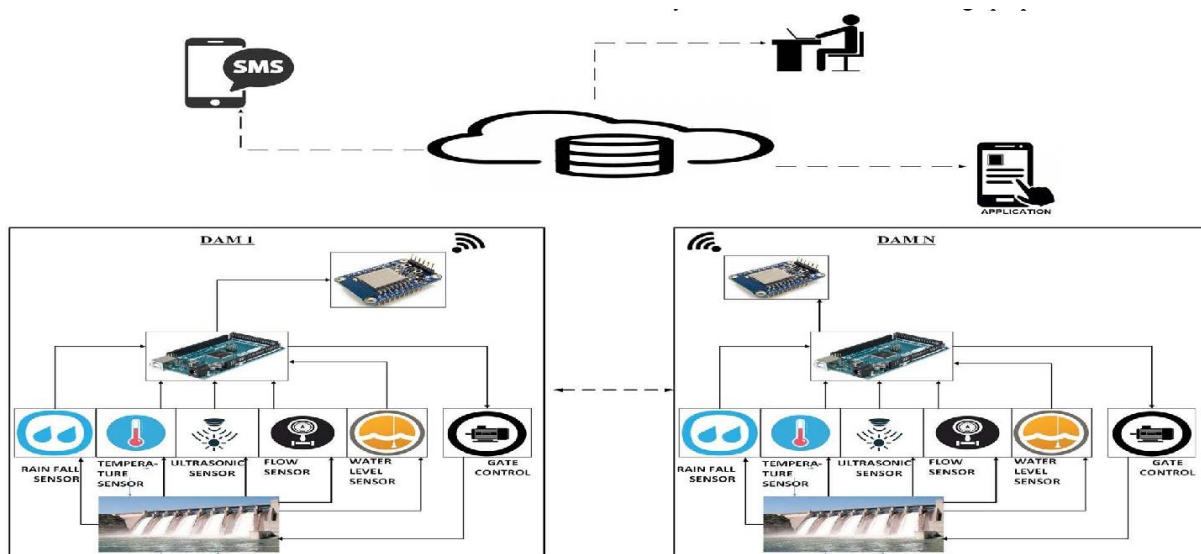 SMS
APPLICATION
DAM 1
RAIN FALL
SENSOR
TEMPERA-
TURE
SENSOR
ULTRASONIC
SENSOR
FLOW
SENSOR
WATER
LEVEL
SENSOR
GATE
CONTROL
DAM N
RAIN FALL
SENSOR
TEMPERA-
TURE
SENSOR
ULTRASONIC
SENSOR
FLOW
SENSOR
WATER
LEVEL
SENSOR
GATE
CONTROL